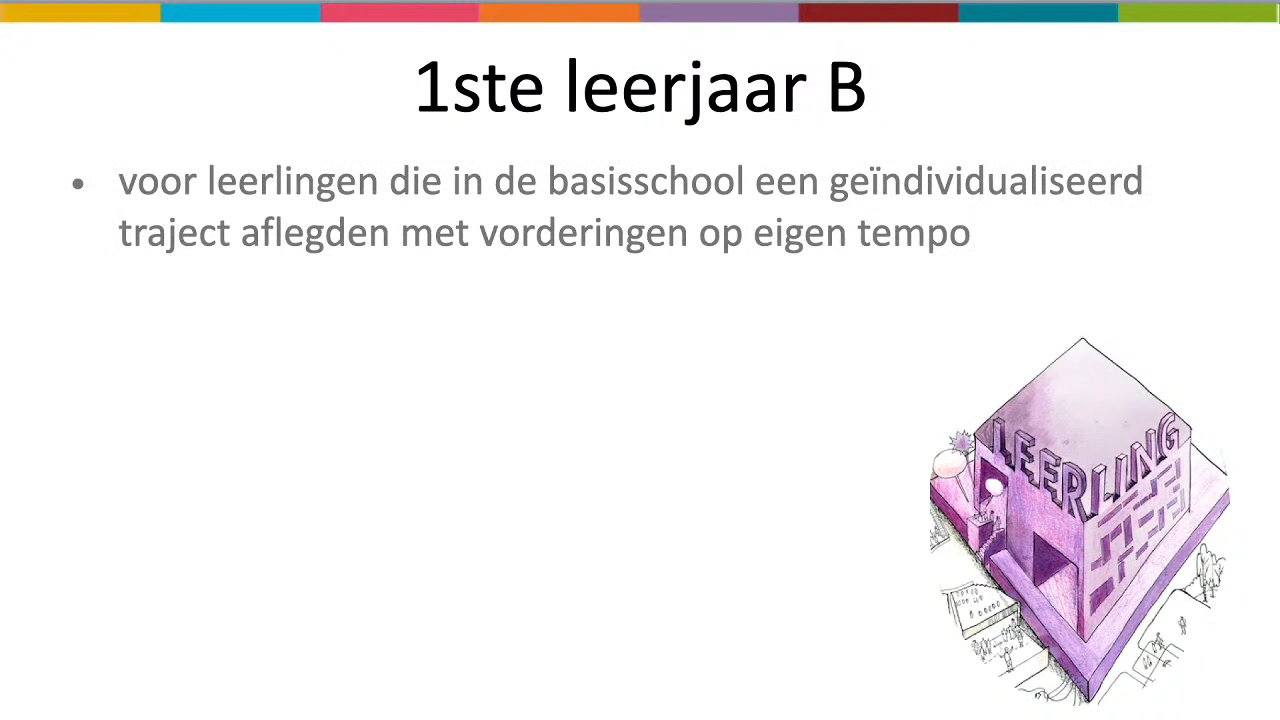 1ste leerjaar B
• voor leerlingen die in de basisschool een geïndividualiseerd
traject aflegden met vorderingen op eigen tempo
LEERLING